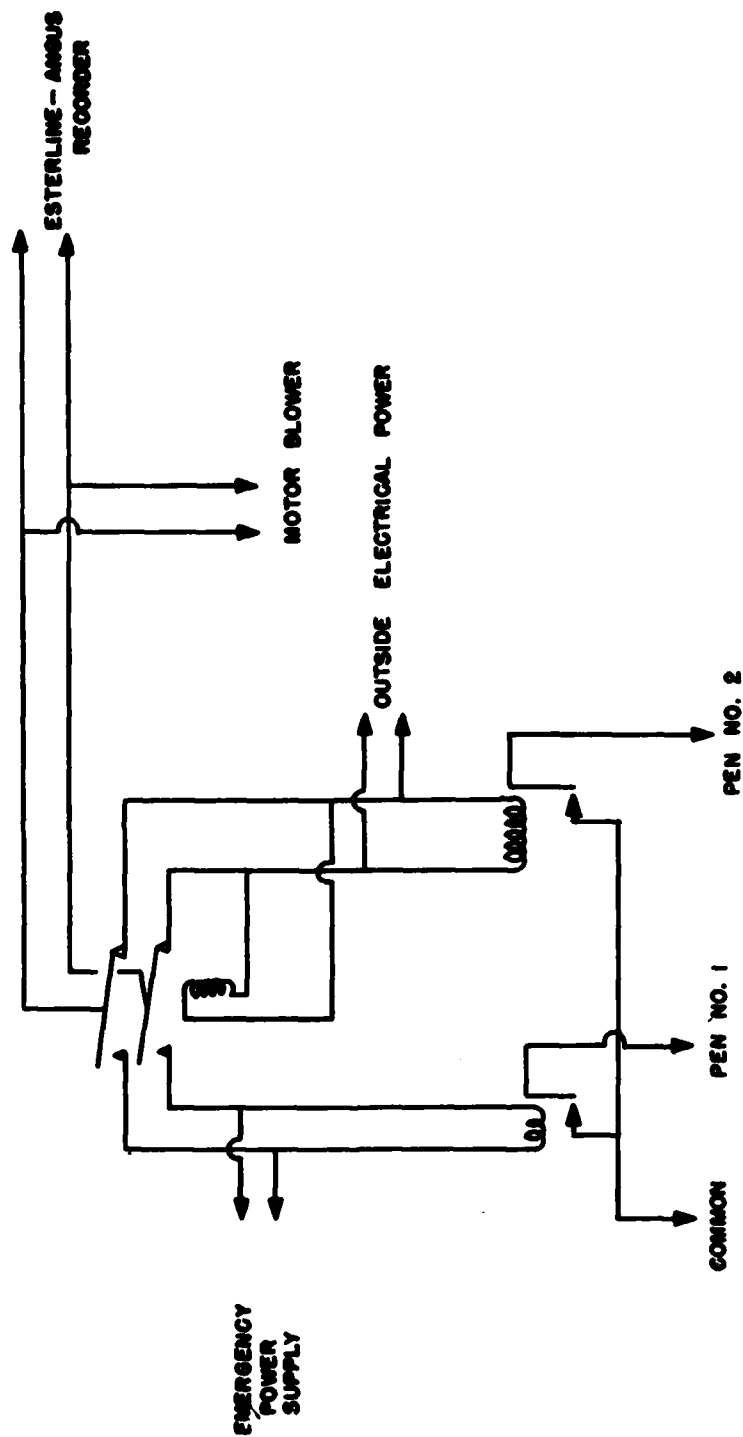 ESTERLINE-ANGUS
RECORDER
MOTOR BLOWER
OUTSIDE ELECTRICAL POWER
EMERGENCY
POWER
SUPPLY
COMMON
PEN NO. 1
PEN NO. 2